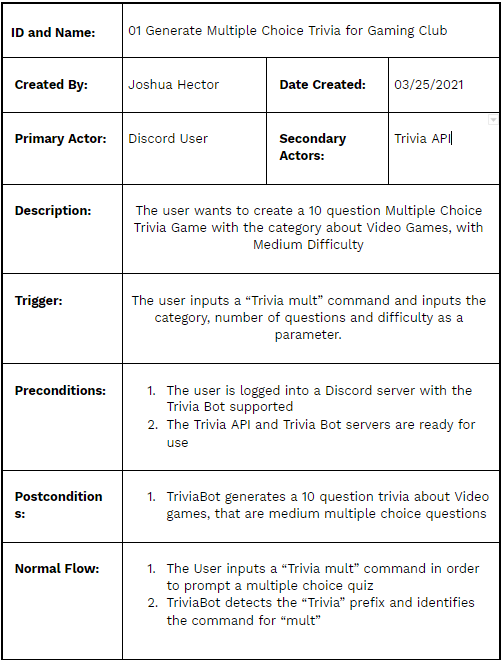 ID and Name: 01 Generate Multiple Choice Trivia for Gaming Club
Created By: Joshua Hector Date Created: 03/25/2021
Primary Actor: Discord User Secondary Actors: Trivia API
Description: The user wants to create a 10 question Multiple Choice
Trivia Game with the category about Video Games, with
Medium Difficulty
Trigger: The user inputs a “Trivia mult” command and inputs the
category, number of questions and difficulty as a
parameter.
Preconditions: 1. The user is logged into a Discord server with the
Trivia Bot supported
2. The Trivia API and Trivia Bot servers are ready for
use
Postconditions: 1. TriviaBot generates a 10 question trivia about Video
games, that are medium multiple choice questions
Normal Flow: 1. The User inputs a “Trivia mult” command in order
to prompt a multiple choice quiz
2. TriviaBot detects the “Trivia” prefix and identifies
the command for “mult”